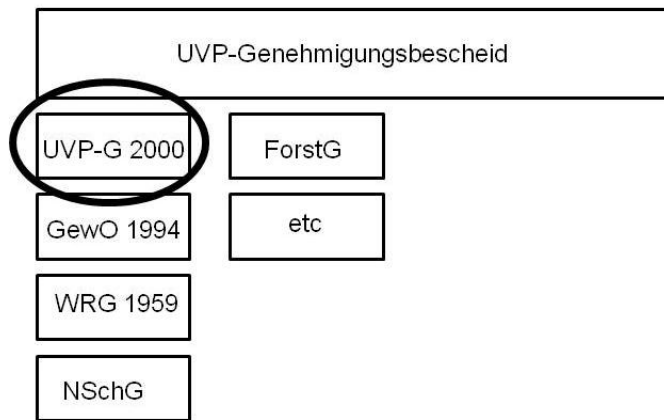 UVP-Genehmigungsbescheid
UVP-G 2000
ForstG
GewO 1994
etc
WRG 1959
NSchG